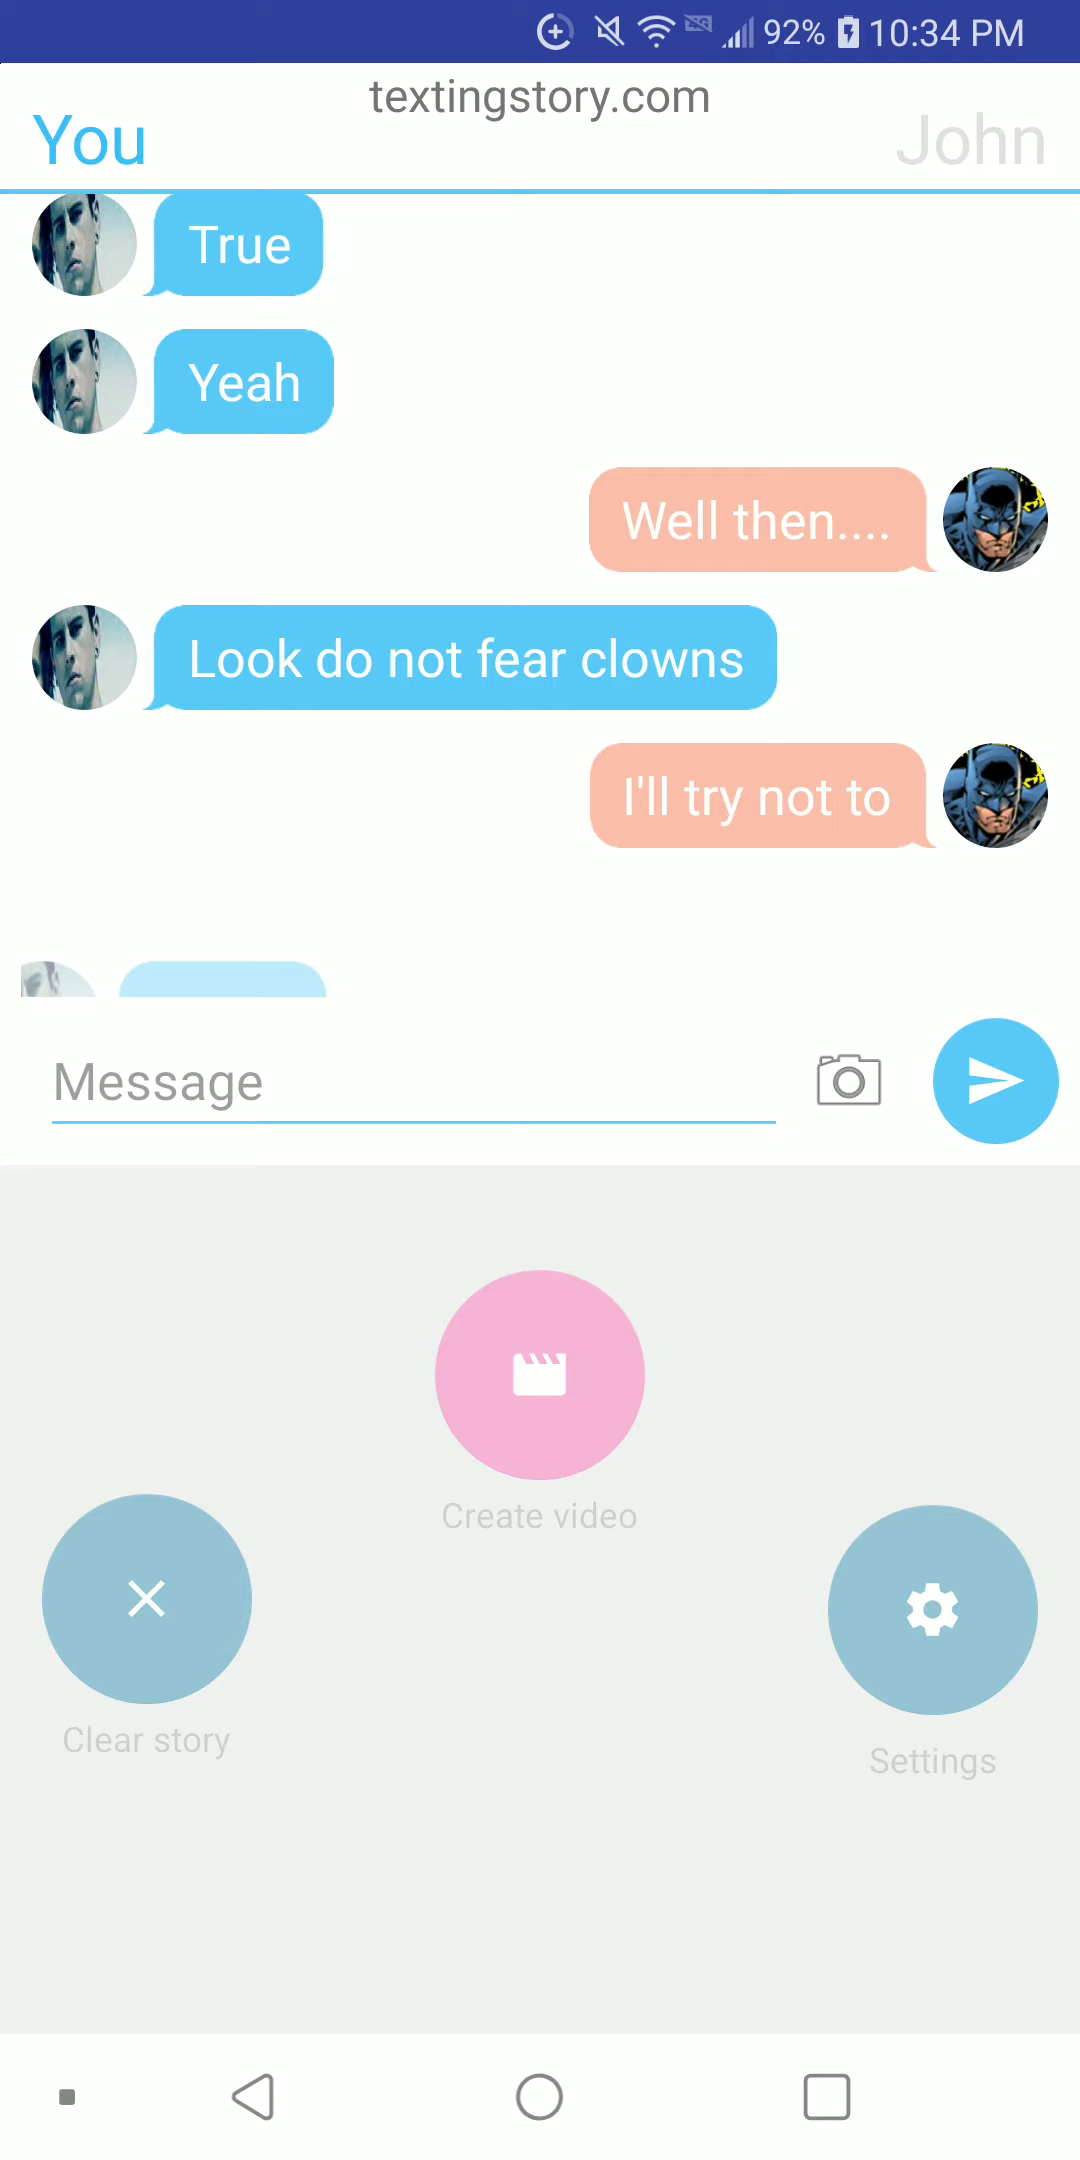 92% 10:34 PM
textingstory.com
You
John
True
Yeah
Well then....
Look do not fear clowns
I'll try not to
Message
Create video
Clear story
Settings